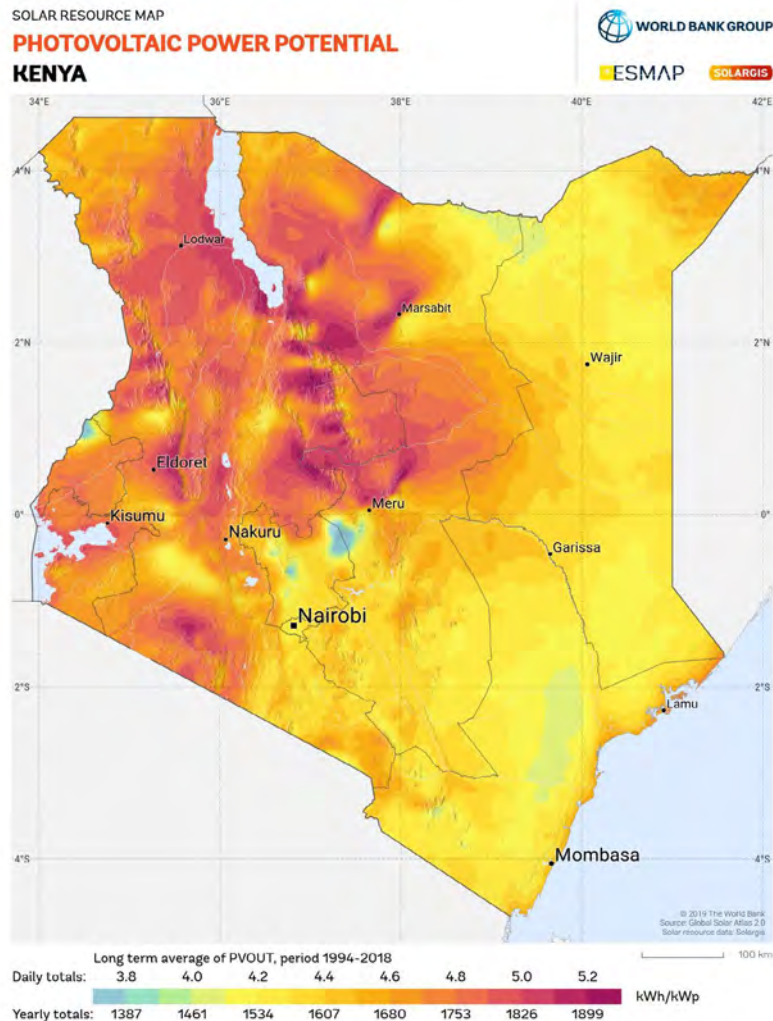 SOLAR RESOURCE MAP
PHOTOVOLTAIC POWER POTENTIAL
KENYA
WORLD BANK GROUP
ESMAP
SOLARGIS
34°E 36°E 38°E 40°E 42°E
4°N
Lodwar
Marsabit
2°N
Wajir
Eldoret
Meru
0°
0°
Kisumu
Nakuru
Garissa
Nairobi
2°S
2°S
Lamu
4°S
4°S
Mombasa
© 2019 The World Bank
Source: Global Solar Atlas 2.0
Solar resource data: Solargis
Long term average of PVOUT, period 1994-2018
100 km
Daily totals: 3.8 4.0 4.2 4.4 4.6 4.8 5.0 5.2
kWh/kWp
Yearly totals: 1387 1461 1534 1607 1680 1753 1826 1899